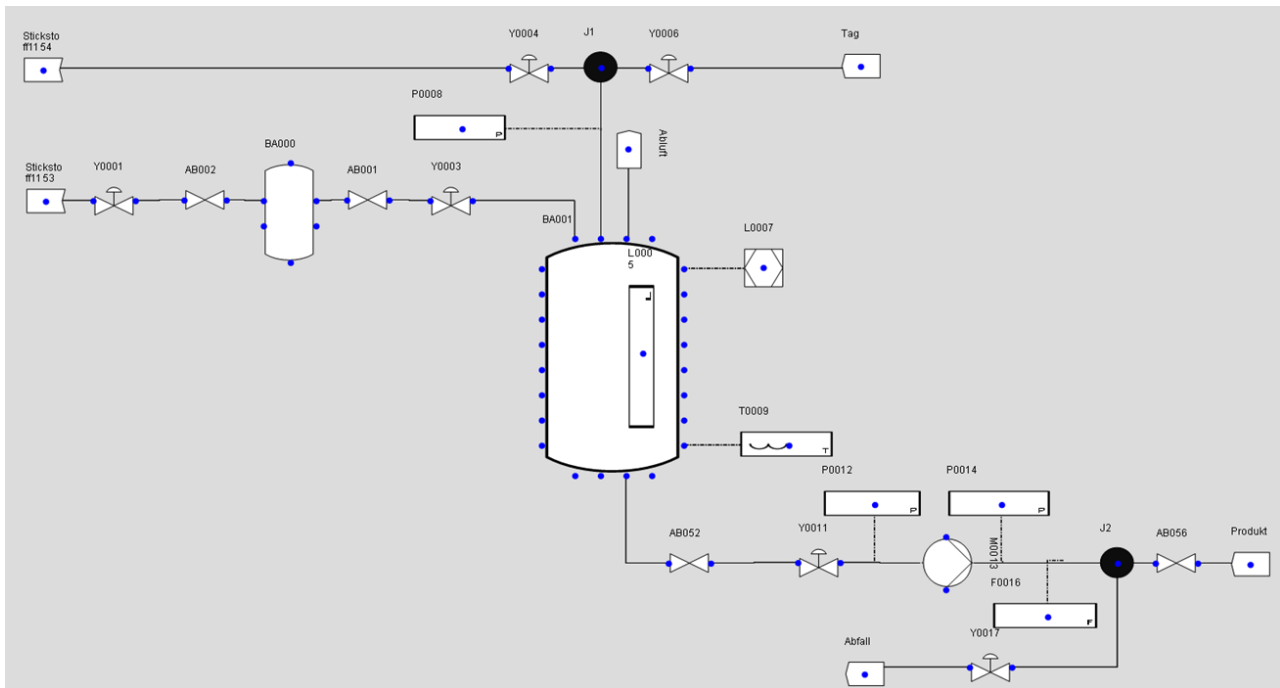 Sticksto
ff1154
Y0004
J1
Y0006
Tag
P0008
P
Abluft
BA000
Sticksto
ff1153
Y0001
AB002
AB001
Y0003
BA001
L0007
L000
5
L
T0009
T
P0012
P
P0014
P
AB052
Y0011
M0013
J2
AB056
Produkt
F0016
F
Y0017
Abfall